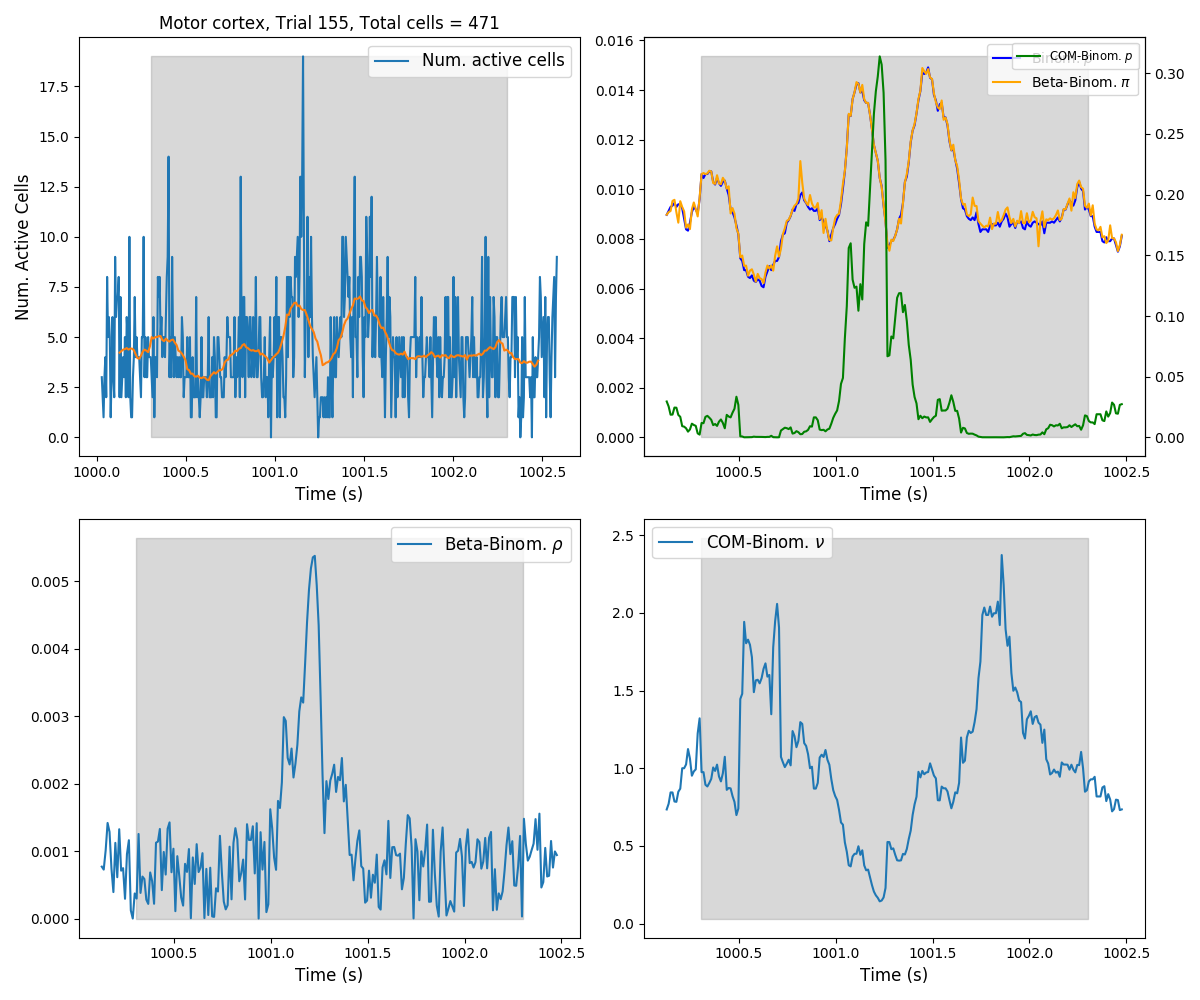 Motor cortex, Trial 155, Total cells = 471
Num. active cells
Num. Active Cells
17.5
15.0
12.5
10.0
7.5
5.0
2.5
0.0
1000.0 1000.5 1001.0 1001.5 1002.0 1002.5
Time (s)
COM-Binom. p
Beta-Binom. π
0.016
0.014
0.012
0.010
0.008
0.006
0.004
0.002
0.000
0.30
0.25
0.20
0.15
0.10
0.05
0.00
1000.5 1001.0 1001.5 1002.0 1002.5
Time (s)
Beta-Binom. ρ
0.005
0.004
0.003
0.002
0.001
0.000
1000.5 1001.0 1001.5 1002.0 1002.5
Time (s)
COM-Binom. ν
2.5
2.0
1.5
1.0
0.5
0.0
1000.5 1001.0 1001.5 1002.0 1002.5
Time (s)